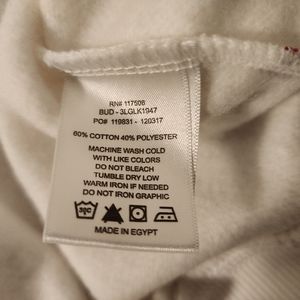 RN# 117508
BUD - 3LGLK1947
PO# 119831 - 120317
60% COTTON 40% POLYESTER
MACHINE WASH COLD
WITH LIKE COLORS
DO NOT BLEACH
TUMBLE DRY LOW
WARM IRON IF NEEDED
DO NOT IRON GRAPHIC
MADE IN EGYPT